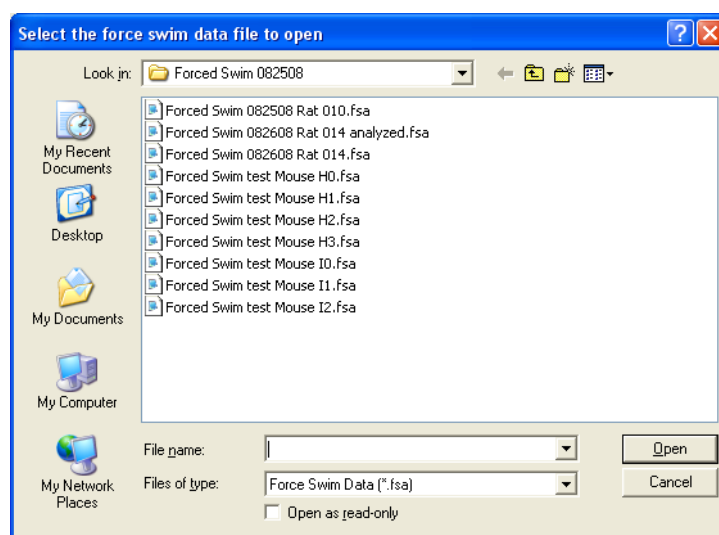 Select the force swim data file to open
Look in: Forced Swim 082508
My Recent Documents
Desktop
My Documents
My Computer
My Network Places
Forced Swim 082508 Rat 010.fsa
Forced Swim 082608 Rat 014 analyzed.fsa
Forced Swim 082608 Rat 014.fsa
Forced Swim test Mouse H0.fsa
Forced Swim test Mouse H1.fsa
Forced Swim test Mouse H2.fsa
Forced Swim test Mouse H3.fsa
Forced Swim test Mouse I0.fsa
Forced Swim test Mouse I1.fsa
Forced Swim test Mouse I2.fsa
File name:
Open
Files of type: Force Swim Data (*.fsa)
Cancel
Open as read-only